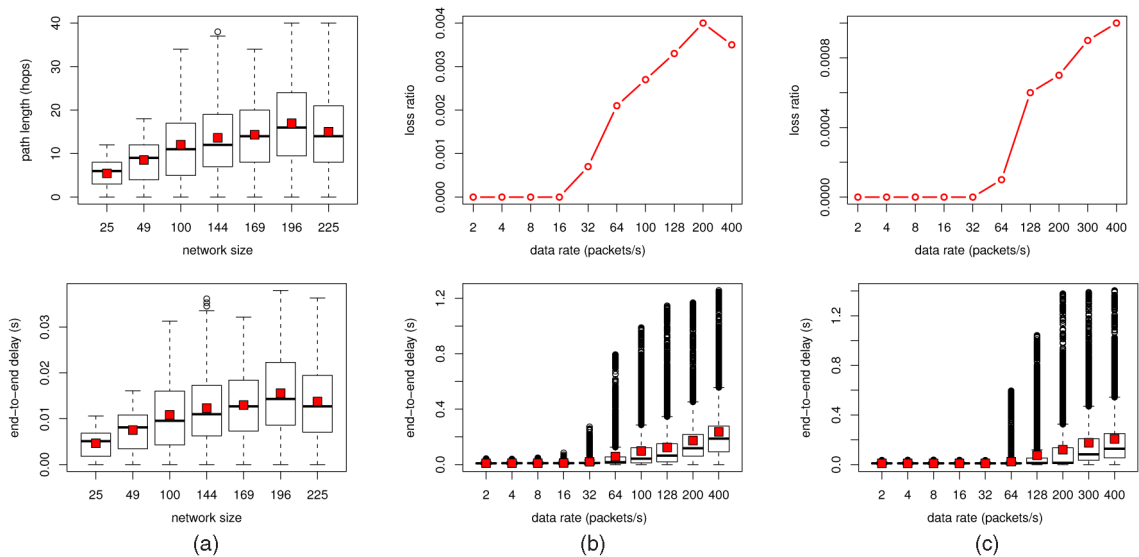 path length (hops)
0 10 20 30 40
25 49 100 144 169 196 225
network size
loss ratio
0.000 0.001 0.002 0.003 0.004
2 4 8 16 32 64 100 128 200 400
data rate (packets/s)
loss ratio
0.0000 0.0004 0.0008
2 4 8 16 32 64 128 200 300 400
data rate (packets/s)
end-to-end delay (s)
0.00 0.01 0.02 0.03
25 49 100 144 169 196 225
network size
(a)
end-to-end delay (s)
0.0 0.4 0.8 1.2
2 4 8 16 32 64 100 128 200 400
data rate (packets/s)
(b)
end-to-end delay (s)
0.0 0.4 0.8 1.2
2 4 8 16 32 64 128 200 300 400
data rate (packets/s)
(c)